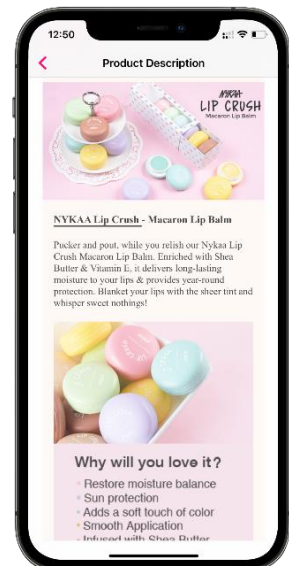 12:50
Product Description
NYKAA
LIP CRUSH
Macaron Lip Balm
NYKAA Lip Crush - Macaron Lip Balm
Pucker and pout, while you relish our Nykaa Lip
Crush Macaron Lip Balm. Enriched with Shea
Butter & Vitamin E, it delivers long-lasting
moisture to your lips & provides year-round
protection. Blanket your lips with the sheer tint and
whisper sweet nothings!
Why will you love it?
Restore moisture balance
Sun protection
Adds a soft touch of color
Smooth Application
Infused with Shea Butter